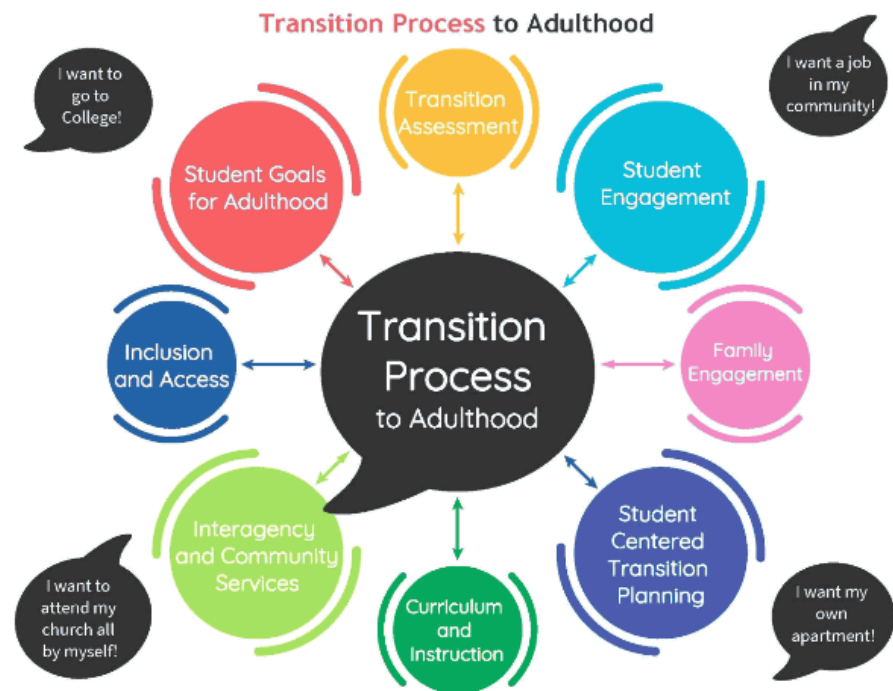 Transition Process to Adulthood
I want to
go to
College!
Transition
Assessment
I want a job
in my
community!
Student Goals
for Adulthood
Student
Engagement
Transition
Process
to Adulthood
Inclusion
and Access
Family
Engagement
Interagency
and Community
Services
Student
Centered
Transition
Planning
Curriculum
and
Instruction
I want to
attend my
church all
by myself!
I want my
own
apartment!